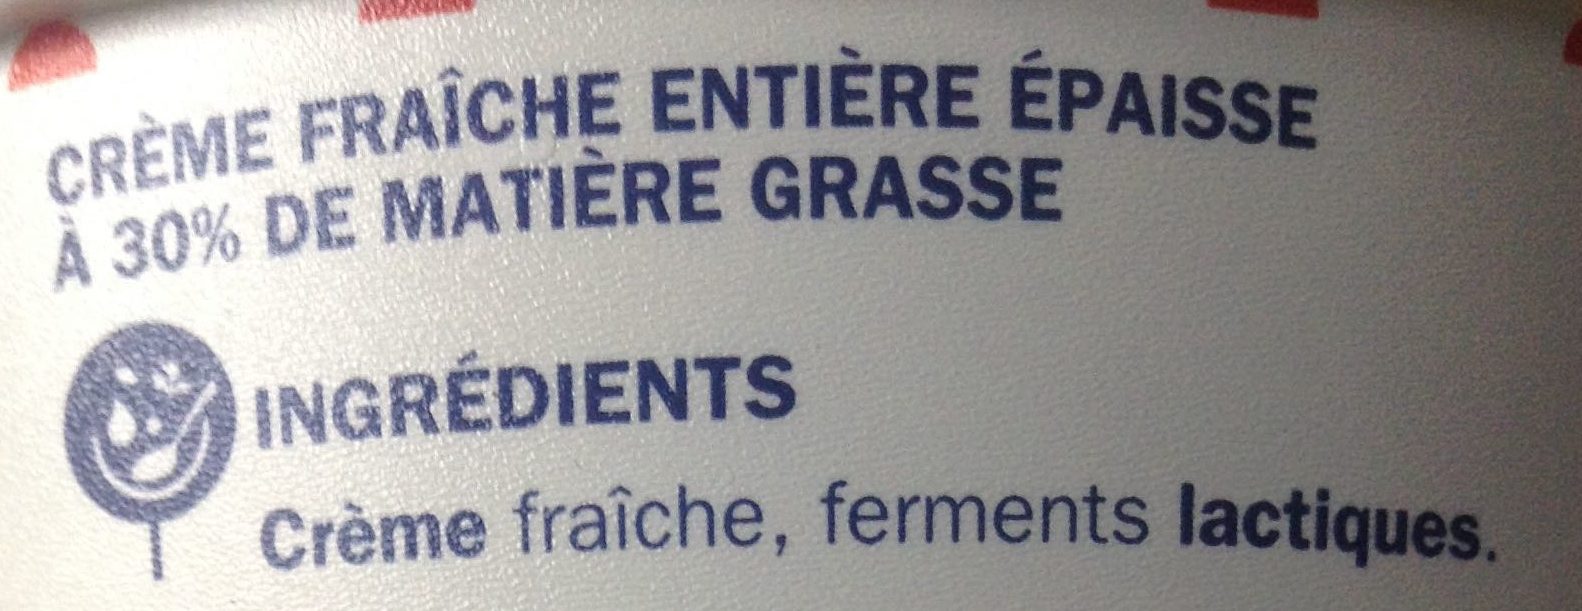 CRÈME FRAÎCHE ENTIÈRE ÉPAISSE
À 30% DE MATIÈRE GRASSE
INGRÉDIENTS
Crème fraîche, ferments lactiques.